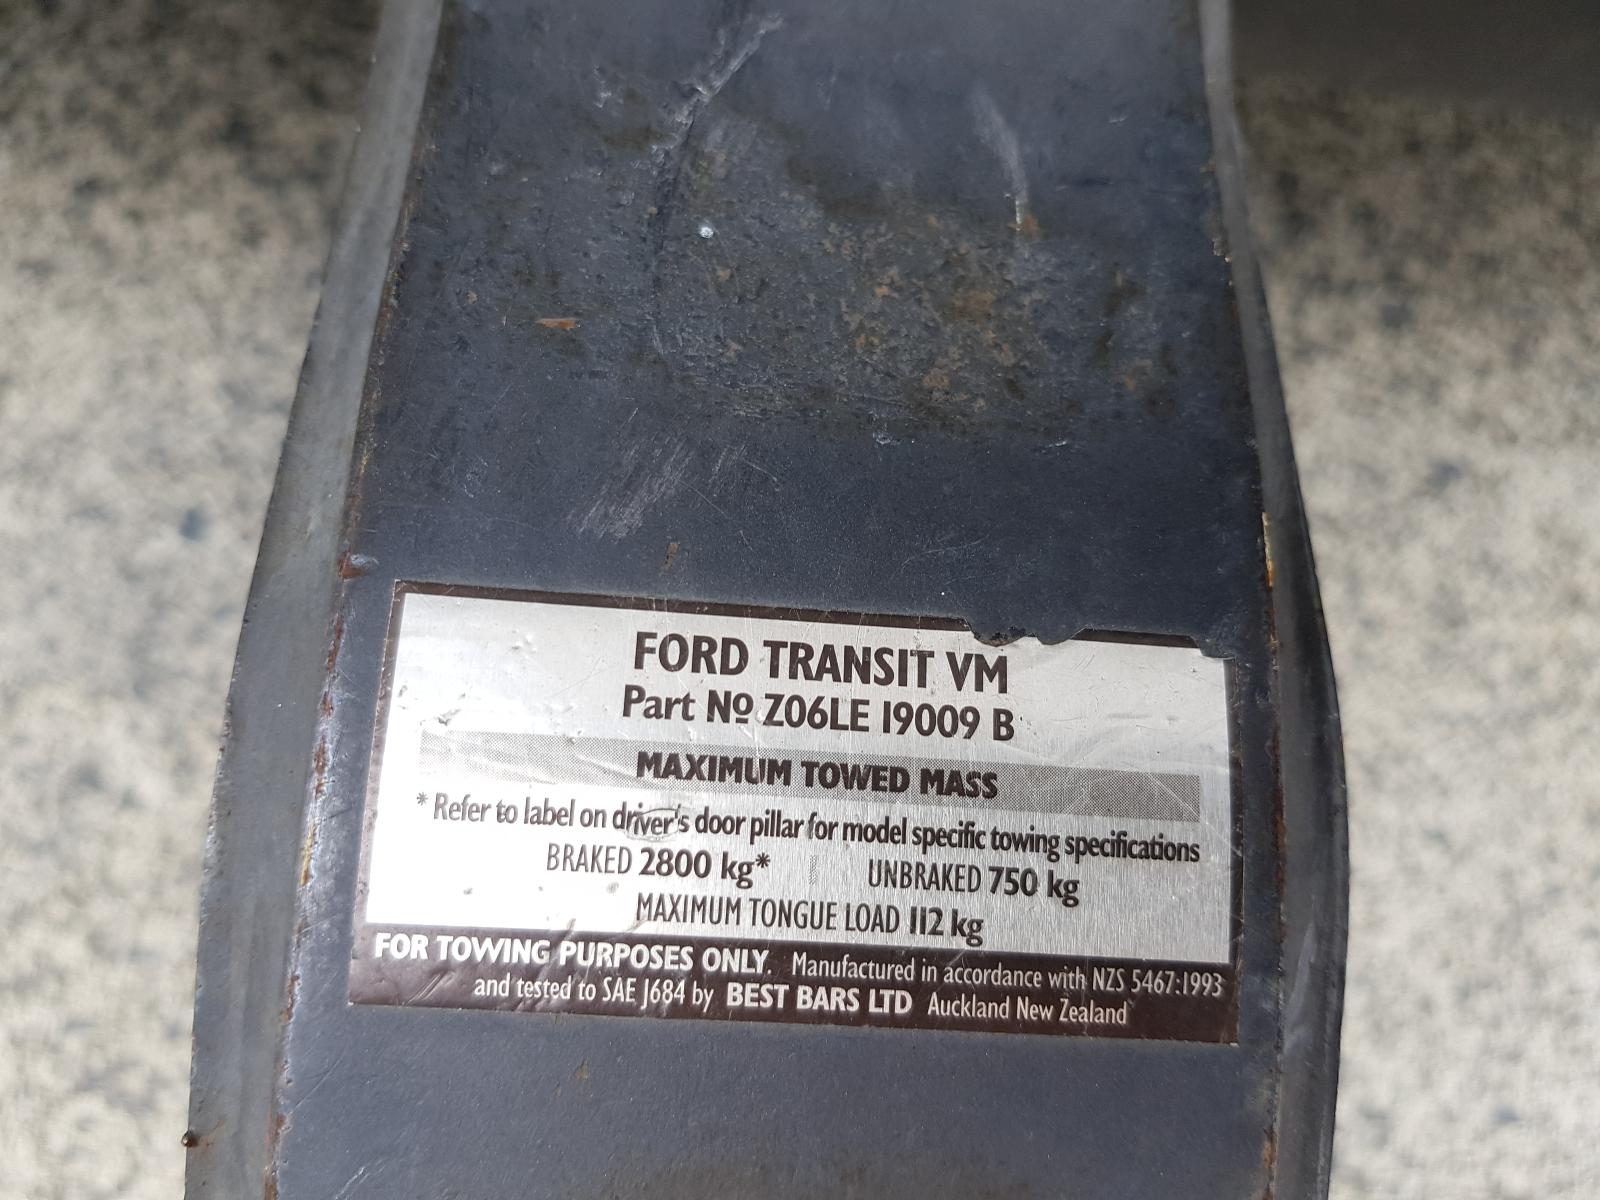 FORD TRANSIT VM
Part Nº Z06LE 19009 B
MAXIMUM TOWED MASS
* Refer to label on driver's door pillar for model specific towing specifications
BRAKED 2800 kg* UNBRAKED 750 kg
MAXIMUM TONGUE LOAD 112 kg
FOR TOWING PURPOSES ONLY. Manufactured in accordance with NZS 5467:1993
and tested to SAE J684 by BEST BARS LTD Auckland New Zealand